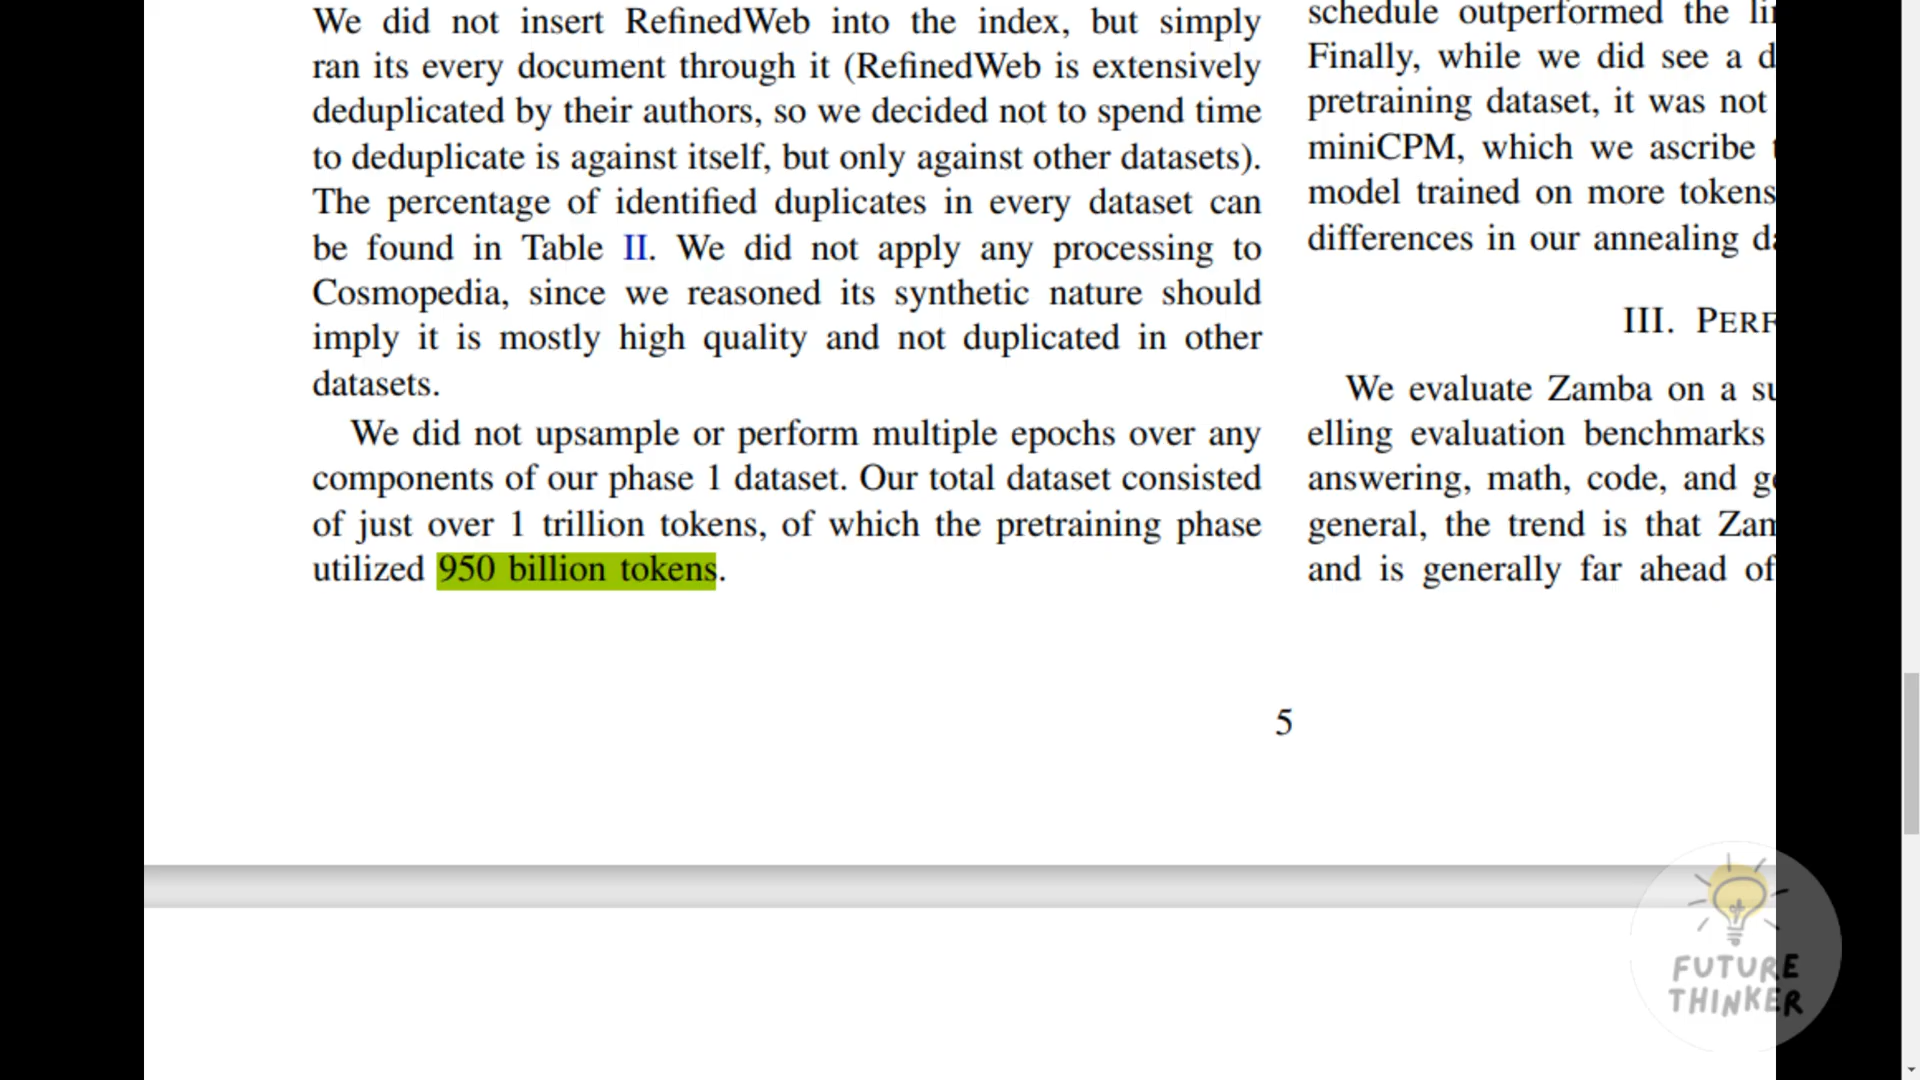 We did not insert RefinedWeb into the index, but simply
ran its every document through it (RefinedWeb is extensively
deduplicated by their authors, so we decided not to spend time
to deduplicate is against itself, but only against other datasets).
The percentage of identified duplicates in every dataset can
be found in Table II. We did not apply any processing to
Cosmopedia, since we reasoned its synthetic nature should
imply it is mostly high quality and not duplicated in other
datasets.
We did not upsample or perform multiple epochs over any
components of our phase 1 dataset. Our total dataset consisted
of just over 1 trillion tokens, of which the pretraining phase
utilized 950 billion tokens.
schedule outperformed the
Finally, while we did see a
pretraining dataset, it was not
miniCPM, which we ascribe
model trained on more tokens
differences in our annealing
III.
We evaluate Zamba on a
elling evaluation benchmarks
answering, math, code, and
general, the trend is that
and is generally far ahead of
5
FUTURE
THINKER